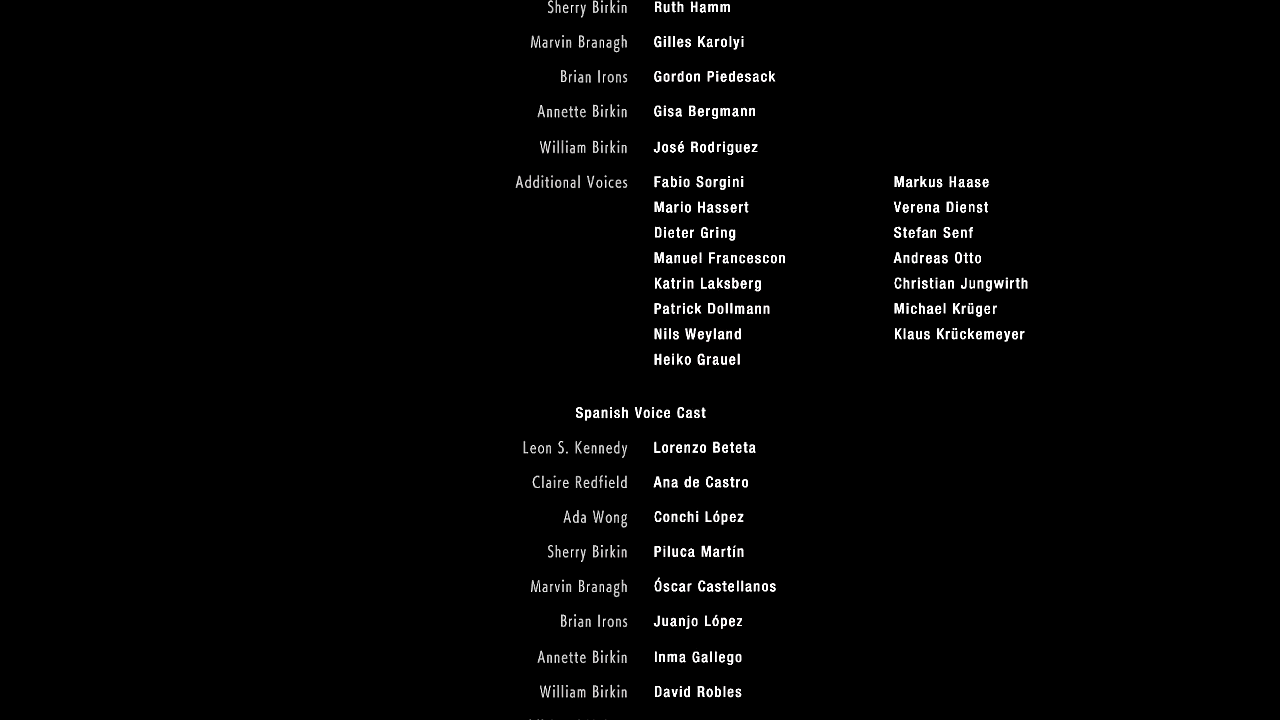 Sherry Birkin Ruth Hamm
Marvin Branagh Gilles Karolyi
Brian Irons Gordon Piedesack
Annette Birkin Gisa Bergmann
William Birkin José Rodriguez
Additional Voices Fabio Sorgini Markus Haase
Mario Hassert Verena Dienst
Dieter Gring Stefan Senf
Manuel Francescon Andreas Otto
Katrin Laksberg Christian Jungwirth
Patrick Dollmann Michael Krüger
Nils Weyland Klaus Krückemeyer
Heiko Grauel
Spanish Voice Cast
Leon S. Kennedy Lorenzo Beteta
Claire Redfield Ana de Castro
Ada Wong Conchi López
Sherry Birkin Piluca Martín
Marvin Branagh Óscar Castellanos
Brian Irons Juanjo López
Annette Birkin Inma Gallego
William Birkin David Robles